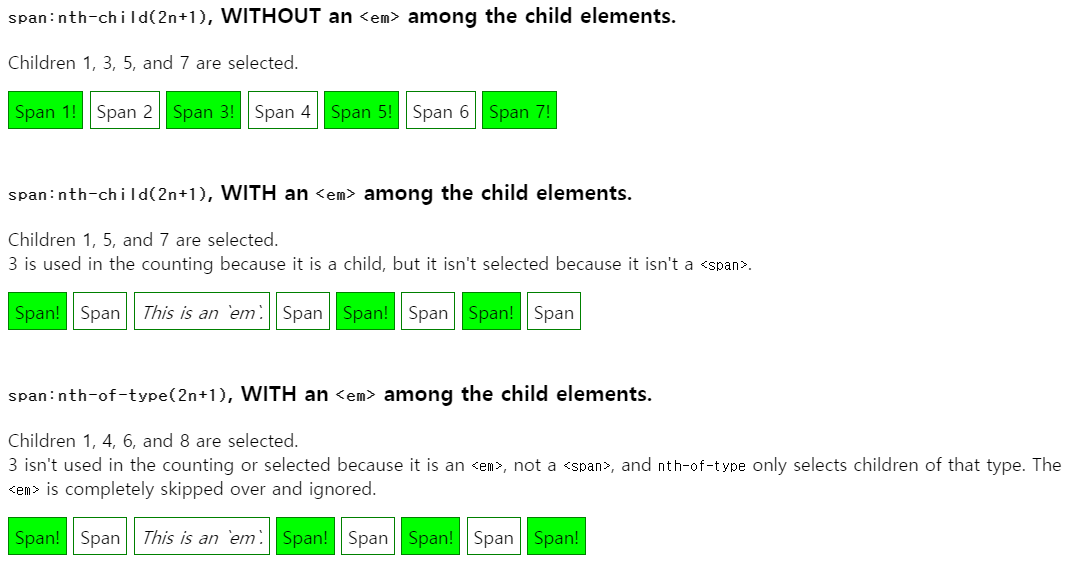 span:nth-child(2n+1), WITHOUT an <em> among the child elements.
Children 1, 3, 5, and 7 are selected.
Span 1! Span 2 Span 3! Span 4 Span 5! Span 6 Span 7!
span:nth-child(2n+1), WITH an <em> among the child elements.
Children 1, 5, and 7 are selected.
3 is used in the counting because it is a child, but it isn't selected because it isn't a <span>.
Span! Span This is an `em`. Span Span! Span Span! Span
span:nth-of-type(2n+1), WITH an <em> among the child elements.
Children 1, 4, 6, and 8 are selected.
3 isn't used in the counting or selected because it is an <em>, not a <span>, and nth-of-type only selects children of that type. The
<em> is completely skipped over and ignored.
Span! Span This is an `em`. Span! Span Span! Span Span!